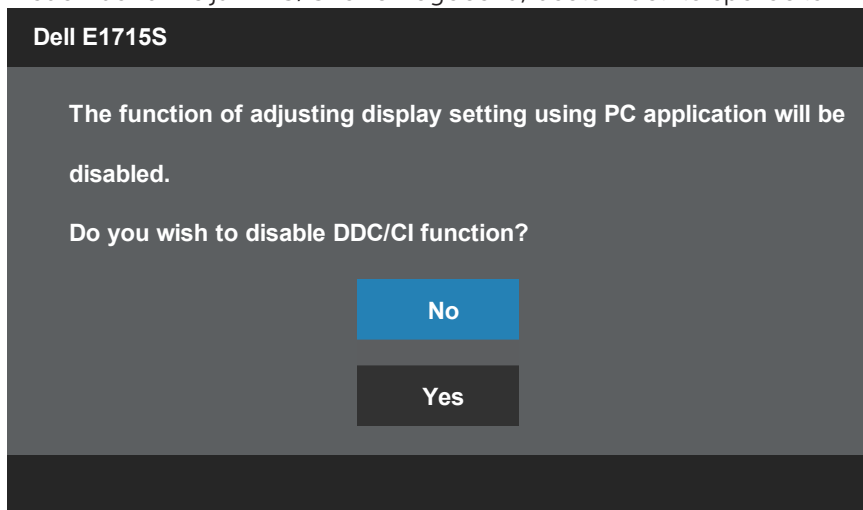 Dell E1715S
The function of adjusting display setting using PC application will be
disabled.
Do you wish to disable DDC/CI function?
No
Yes